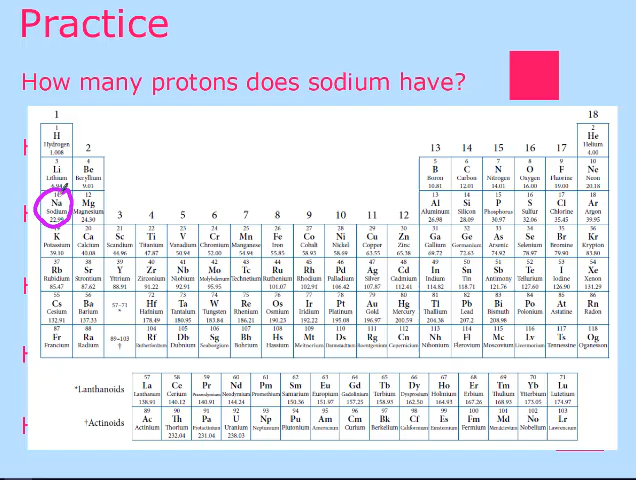 Practice
How many protons does sodium have?
1 18
1 2
H He
Hydrogen Helium
1.008 2 13 14 15 16 17 4.00
3 4 5 6 7 8 9 10
Li Be B C N O F Ne
Lithium Beryllium Boron Carbon Nitrogen Oxygen Fluorine Neon
6.94 9.01 10.81 12.01 14.01 16.00 19.00 20.18
12 13 14 15 16 17 18
Na Mg Al Si P S Cl Ar
Sodium Magnesium 3 4 5 6 7 8 9 10 11 12 Aluminum Silicon Phosphorus Sulfur Chlorine Argon
22.99 24.30 26.98 28.09 30.97 32.06 35.45 39.95
20 21 22 23 24 25 26 27 28 29 30 31 32 33 34 35 36
K Ca Sc Ti V Cr Mn Fe Co Ni Cu Zn Ga Ge As Se Br Kr
Potassium Calcium Scandium Titanium Vanadium Chromium Manganese Iron Cobalt Nickel Copper Zinc Gallium Germanium Arsenic Selenium Bromine Krypton
39.10 40.08 44.96 47.87 50.94 52.00 54.94 55.85 58.93 58.69 63.55 65.38 69.72 72.63 74.92 78.97 79.90 83.80
37 38 39 40 41 42 43 44 45 46 47 48 49 50 51 52 53 54
Rb Sr Y Zr Nb Mo Tc Ru Rh Pd Ag Cd In Sn Sb Te I Xe
Rubidium Strontium Yttrium Zirconium Niobium Molybdenum Technetium Ruthenium Rhodium Palladium Silver Cadmium Indium Tin Antimony Tellurium Iodine Xenon
85.47 87.62 88.91 91.22 92.91 95.95 101.07 102.91 106.42 107.87 112.41 114.82 118.71 121.76 127.60 126.90 131.29
55 56 57-71 72 73 74 75 76 77 78 79 80 81 82 83 84 85 86
Cs Ba * Hf Ta W Re Os Ir Pt Au Hg Tl Pb Bi Po At Rn
Cesium Barium Hafnium Tantalum Tungsten Rhenium Osmium Iridium Platinum Gold Mercury Thallium Lead Bismuth Polonium Astatine Radon
132.91 137.33 178.49 180.95 183.84 186.21 190.23 192.22 195.08 196.97 200.59 204.38 207.2 208.98
87 88 89-103 104 105 106 107 108 109 110 111 112 113 114 115 116 117 118
Fr Ra † Rf Db Sg Bh Hs Mt Ds Rg Cn Nh Fl Mc Lv Ts Og
Francium Radium Rutherfordium Dubnium Seaborgium Bohrium Hassium Meitnerium Darmstadtium Roentgenium Copernicium Nihonium Flerovium Moscovium Livermorium Tennessine Oganesson
57 58 59 60 61 62 63 64 65 66 67 68 69 70 71
*Lanthanoids La Ce Pr Nd Pm Sm Eu Gd Tb Dy Ho Er Tm Yb Lu
Lanthanum Cerium Praseodymium Neodymium Promethium Samarium Europium Gadolinium Terbium Dysprosium Holmium Erbium Thulium Ytterbium Lutetium
138.91 140.12 140.91 144.24 150.36 151.97 157.25 158.93 162.50 164.93 167.26 168.93 173.05 174.97
89 90 91 92 93 94 95 96 97 98 99 100 101 102 103
†Actinoids Ac Th Pa U Np Pu Am Cm Bk Cf Es Fm Md No Lr
Actinium Thorium Protactinium Uranium Neptunium Plutonium Americium Curium Berkelium Californium Einsteinium Fermium Mendelevium Nobelium Lawrencium
232.04 231.04 238.03